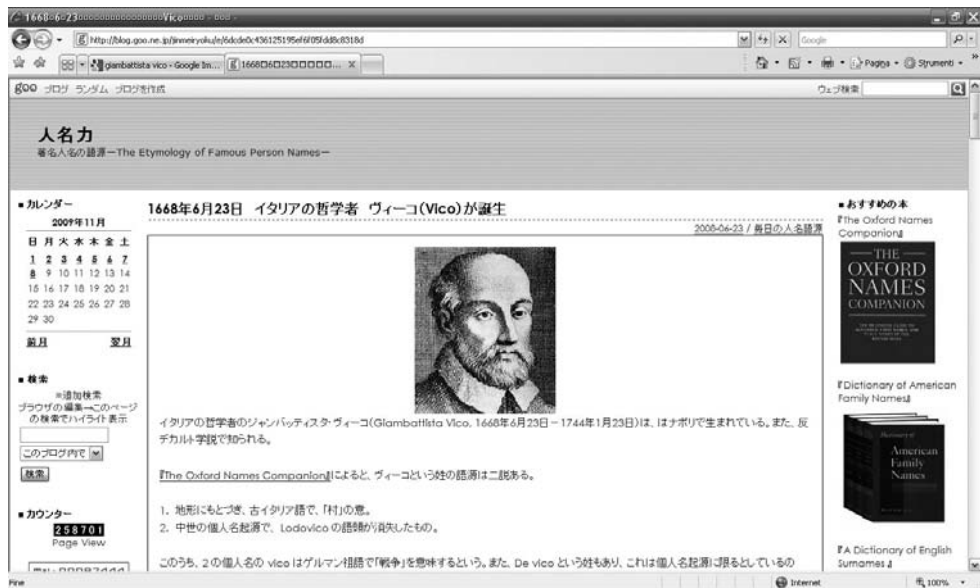 1668□6□23□□□□□□□□□□□□□□□□□Vico□□□□ - □□□ -
http://blog.goo.ne.jp/jinmeiryoku/e/6dcde0c436125195ef6f05fdd8c8318d
Google
giambattista vico - Google Im...
1668□6□23□□□□□...
Pagina
Strumenti
goo ブログ ランダム ブログを作成
ウェブ検索
人名力
著名人名の語源ーThe Etymology of Famous Person Namesー
■カレンダー
2009年11月
日 月 火 水 木 金 土
1 2 3 4 5 6 7
8 9 10 11 12 13 14
15 16 17 18 19 20 21
22 23 24 25 26 27 28
29 30
前月 翌月
■検索
※追加検索
ブラウザの編集→このページの検索でハイライト表示
このブログ内で
検索
■カウンター
258701
Page View
1668年6月23日 イタリアの哲学者 ヴィーコ(Vico)が誕生
2008-06-23 / 毎日の人名語源
イタリアの哲学者のジャンバッティスタ・ヴィーコ(Giambattista Vico, 1668年6月23日－1744年1月23日)は、はナポリで生まれている。また、反
デカルト学説で知られる。
『The Oxford Names Companion』によると、ヴィーコという姓の語源は二説ある。
1. 地形にもとづき、古イタリア語で、「村」の意。
2. 中世の個人名起源で、Lodovico の語頭が消失したもの。
このうち、2の個人名の vico はゲルマン祖語で「戦争」を意味するという。また、De vico という姓もあり、これは個人名起源に限るとしているの
■おすすめの本
『The Oxford Names
Companion』
THE
OXFORD
NAMES
COMPANION
『Dictionary of American
Family Names』
Dictionary of
American
Family
Names
『A Dictionary of English
Surnames』
Fine
Internet
100%